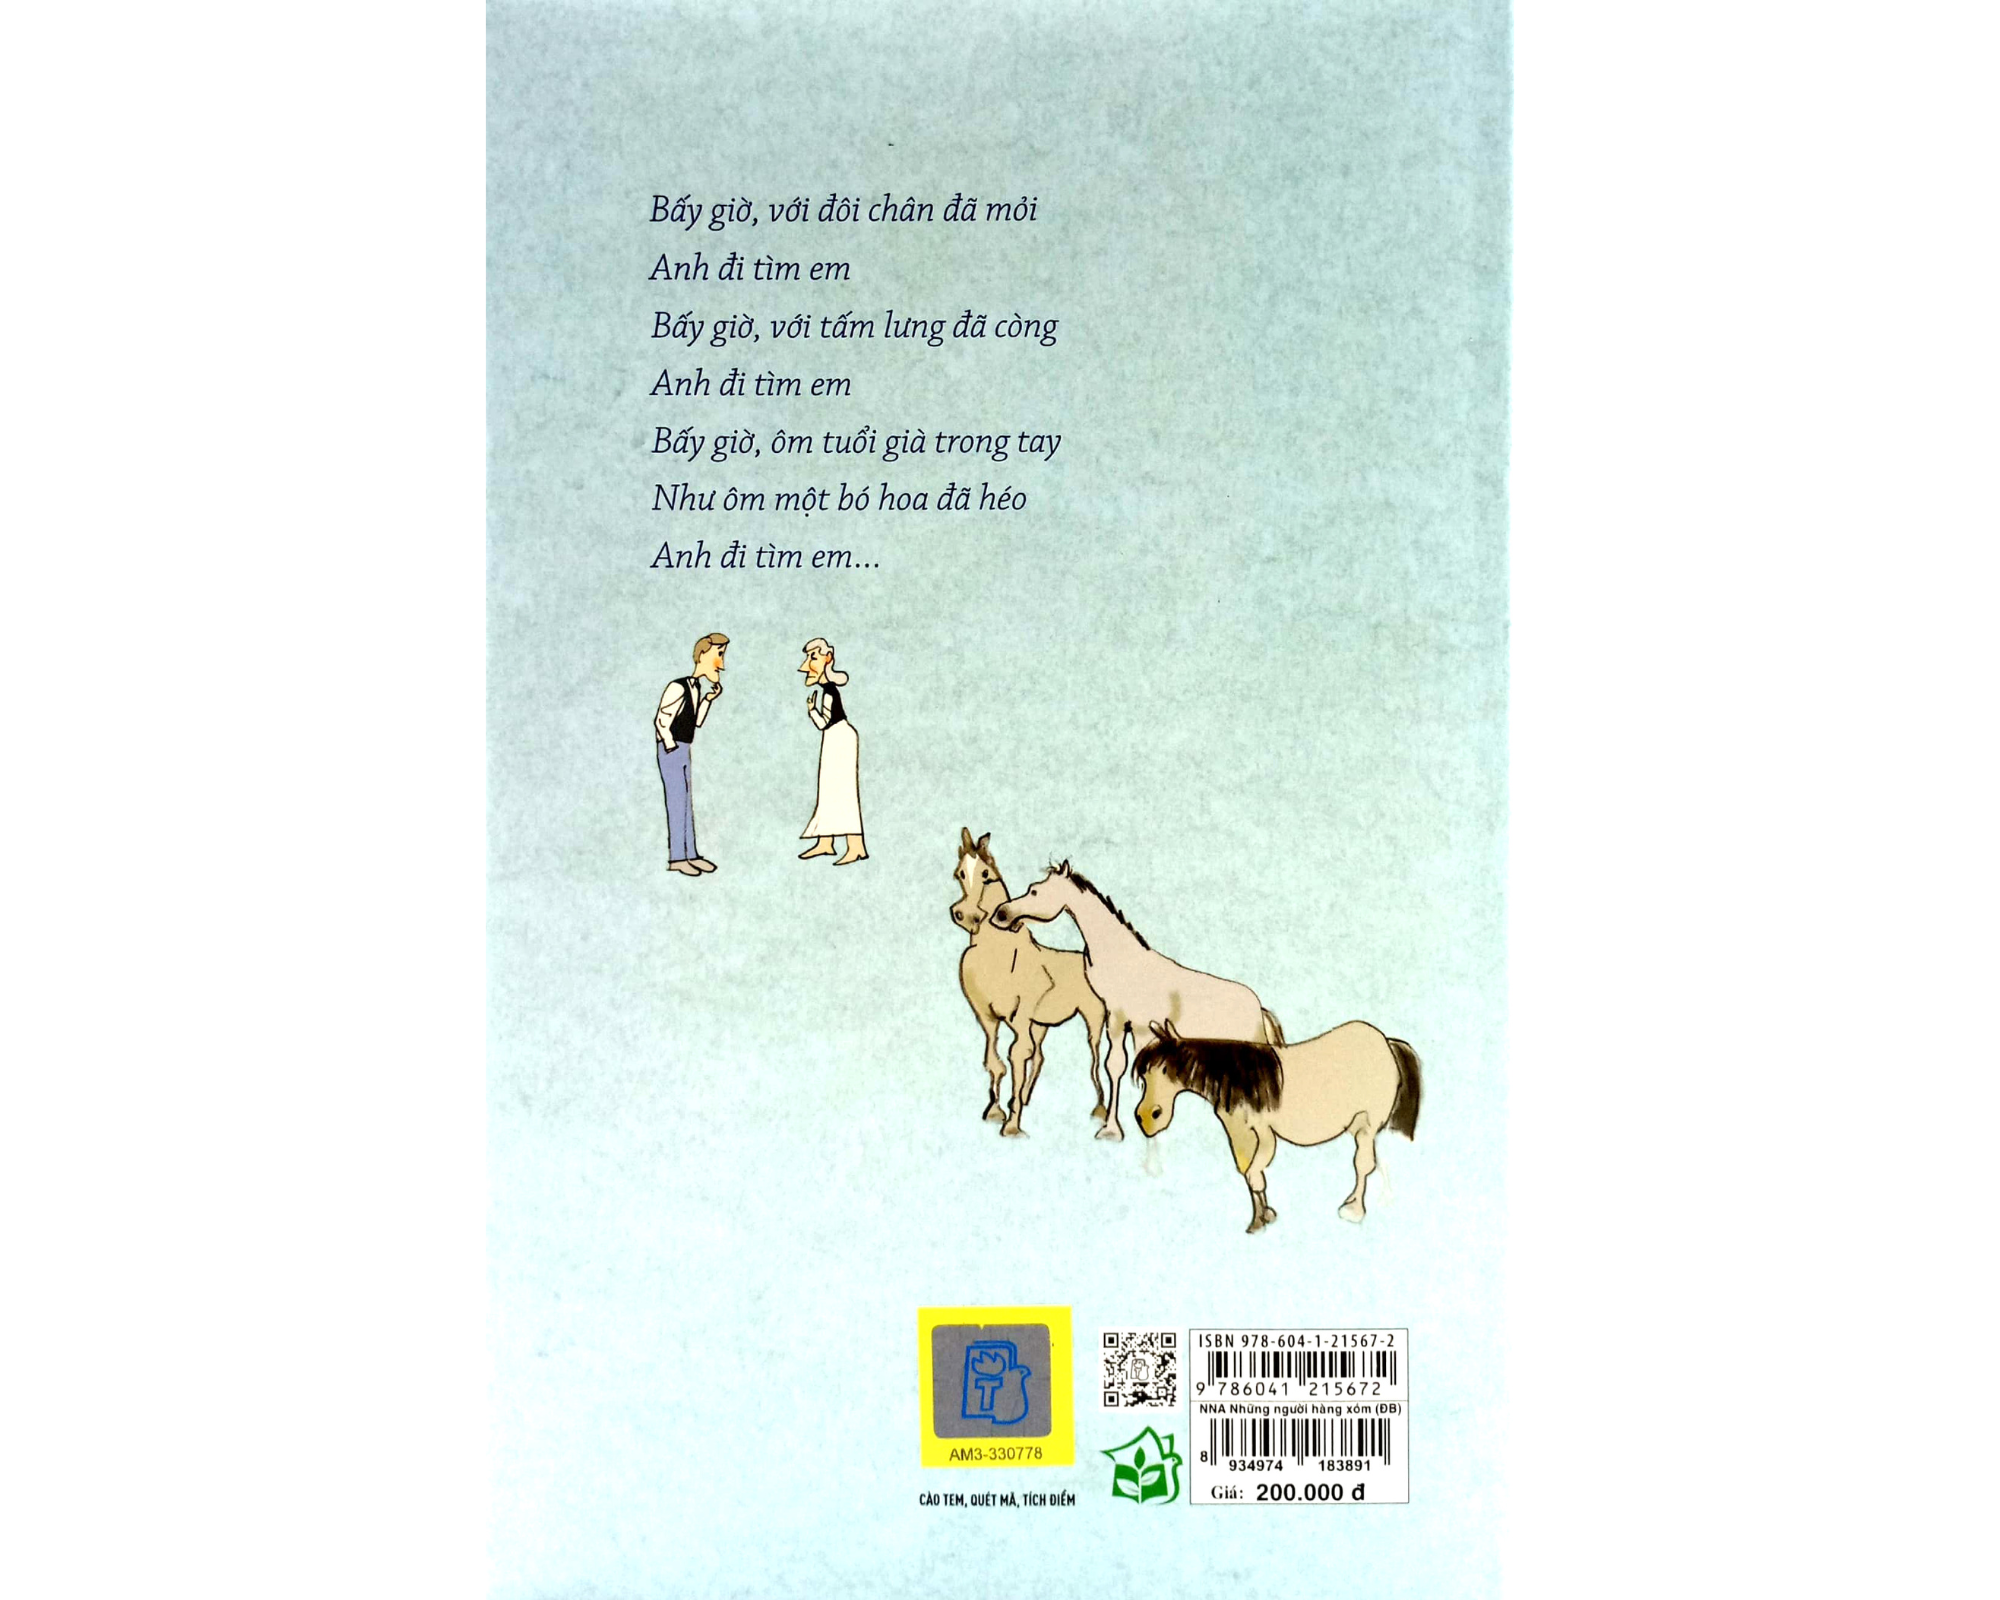 Bấy giờ, với đôi chân đã mỏi
Anh đi tìm em
Bấy giờ, với tấm lưng đã còng
Anh đi tìm em
Bấy giờ, ôm tuổi già trong tay
Như ôm một bó hoa đã héo
Anh đi tìm em...
T
AM3-330778
CÀO TEM, QUÉT MÃ, TÍCH ĐIỂM
ISBN 978-604-1-21567-2
9 786041 215672
NNA Những người hàng xóm (ĐB)
8 934974 183891
Giá: 200.000 đ